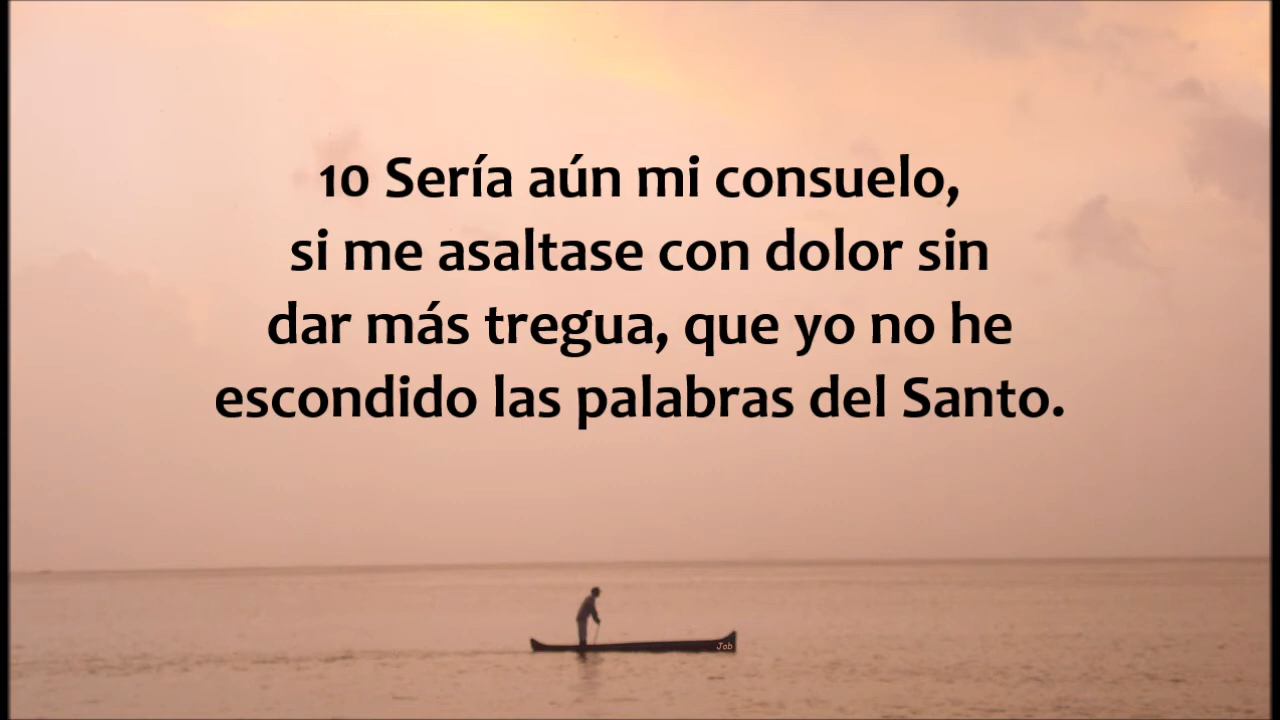 10 Sería aún mi consuelo,
si me asaltase con dolor sin
dar más tregua, que yo no he
escondido las palabras del Santo.
Job